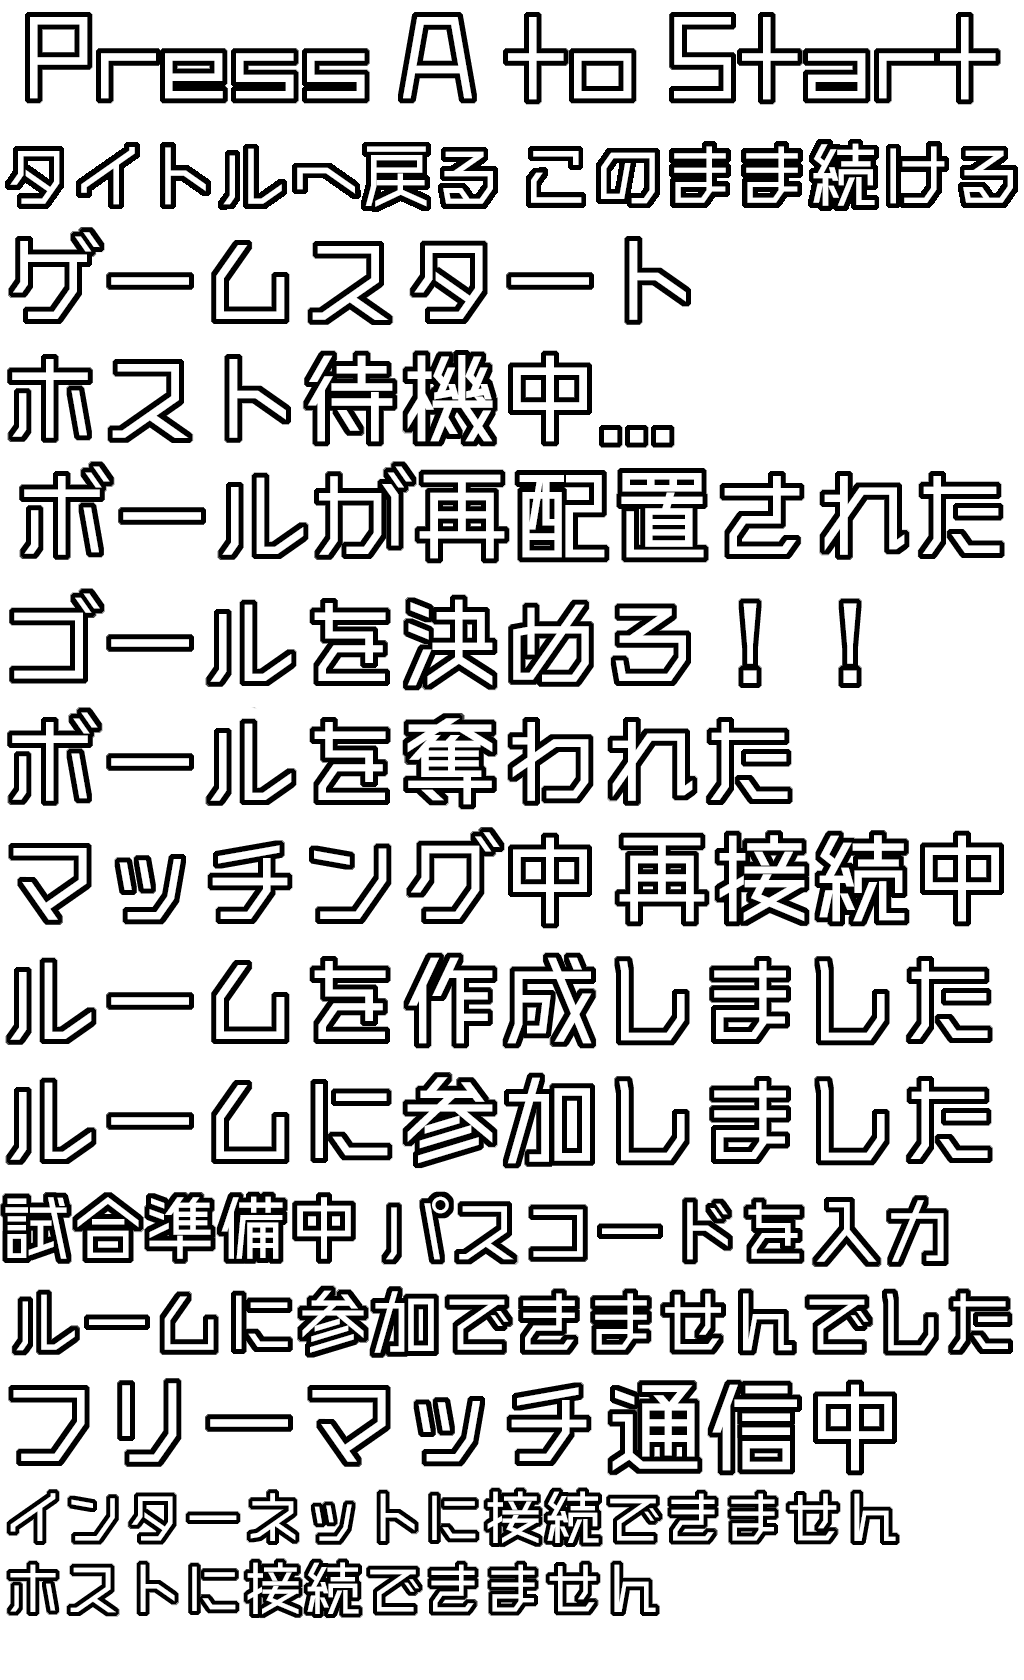 Press A to Start
タイトルへ戻る このまま続ける
ゲームスタート
ホスト待機中...
ボールが再配置された
ゴールを決めろ！！
ボールを奪われた
マッチング中 再接続中
ルームを作成しました
ルームに参加しました
試合準備中 パスコードを入力
ルームに参加できませんでした
フリーマッチ通信中
インターネットに接続できません
ホストに接続できません